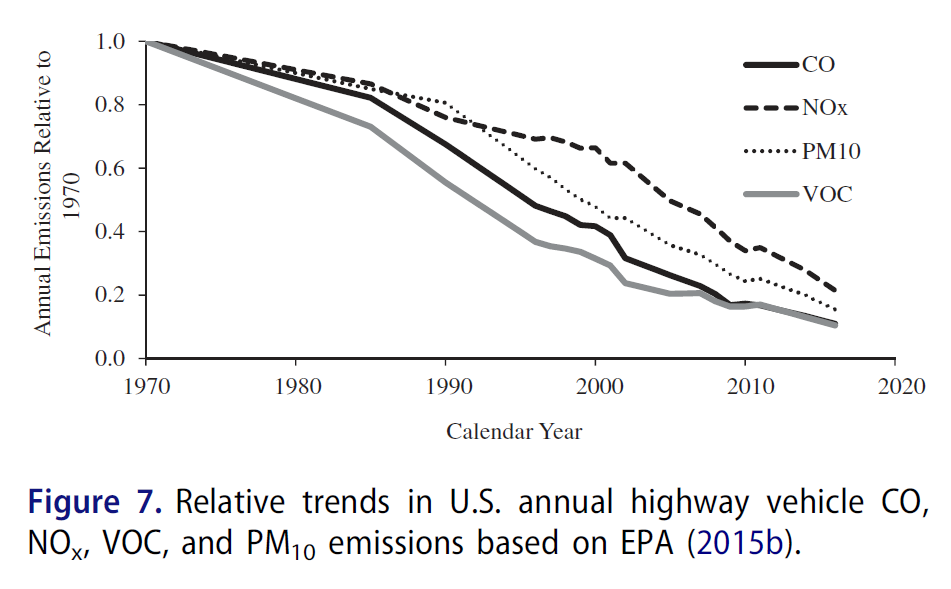 Annual Emissions Relative to
1970
1.0
0.8
0.6
0.4
0.2
0.0
1970 1980 1990 2000 2010 2020
Calendar Year
CO
NOx
PM10
VOC
Figure 7. Relative trends in U.S. annual highway vehicle CO,
NOx, VOC, and PM10 emissions based on EPA (2015b).